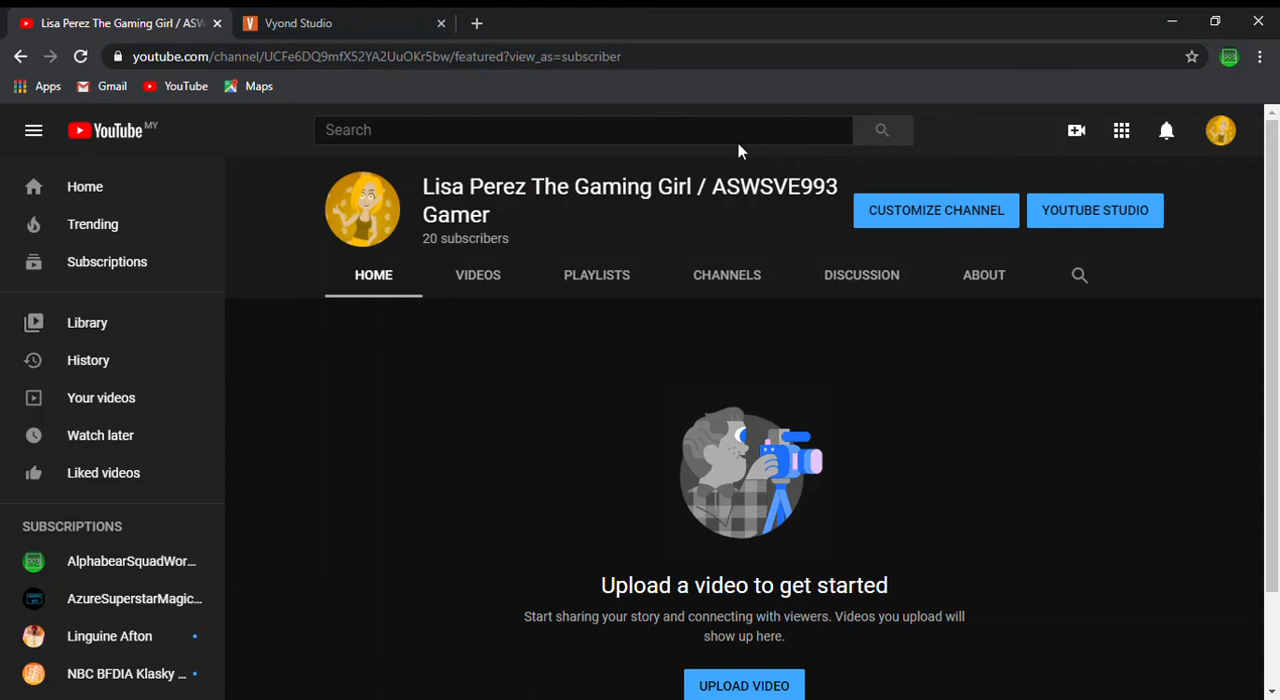 Lisa Perez The Gaming Girl / ASW
Vyond Studio
youtube.com/channel/UCFe6DQ9mfX52YA2UuOKr5bw/featured?view_as=subscriber
Apps Gmail YouTube Maps
YouTube MY
Search
Home
Trending
Subscriptions
Library
History
Your videos
Watch later
Liked videos
SUBSCRIPTIONS
AlphabearSquadWor...
AzureSuperstarMagic...
Linguine Afton
NBC BFDIA Klasky ...
Lisa Perez The Gaming Girl / ASWSVE993
Gamer
20 subscribers
CUSTOMIZE CHANNEL
YOUTUBE STUDIO
HOME VIDEOS PLAYLISTS CHANNELS DISCUSSION ABOUT
Upload a video to get started
Start sharing your story and connecting with viewers. Videos you upload will
show up here.
UPLOAD VIDEO